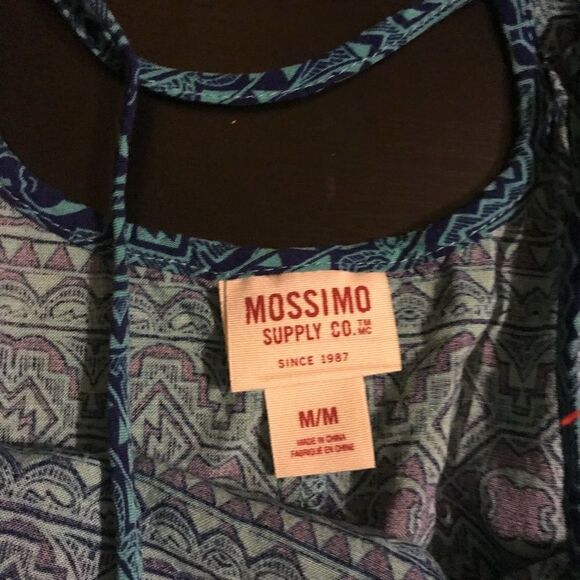 MOSSIMO
SUPPLY CO.™ MC
SINCE 1987
M/M
MADE IN CHINA
FABRIQUÉ EN CHINE